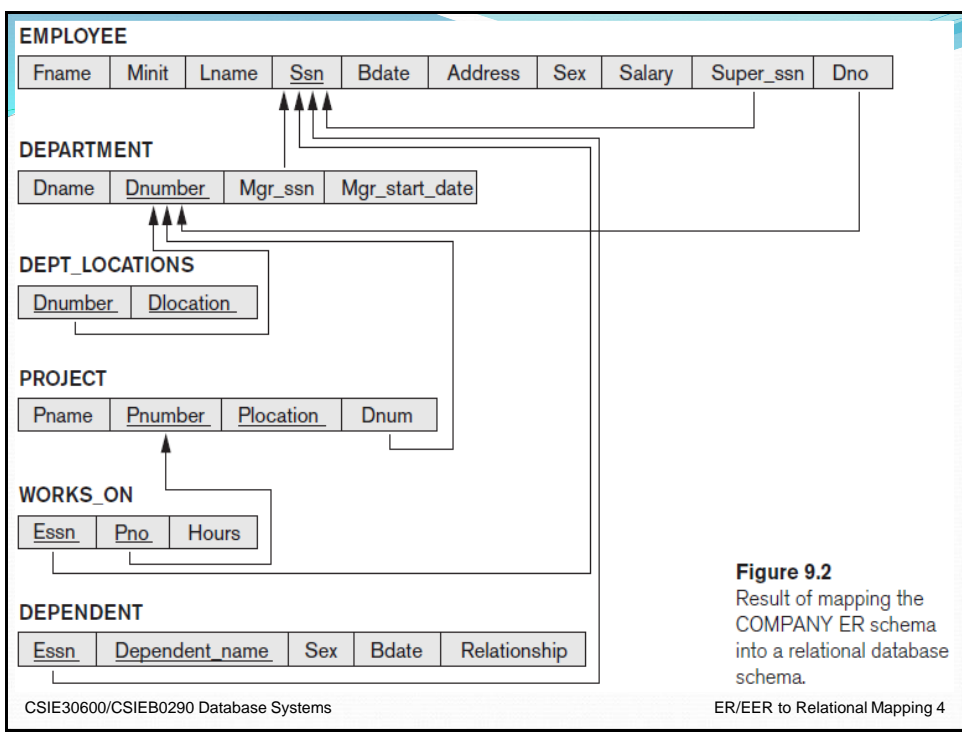 EMPLOYEE
Fname Minit Lname Ssn Bdate Address Sex Salary Super_ssn Dno
DEPARTMENT
Dname Dnumber Mgr_ssn Mgr_start_date
DEPT_LOCATIONS
Dnumber Dlocation
PROJECT
Pname Pnumber Plocation Dnum
WORKS_ON
Essn Pno Hours
DEPENDENT
Essn Dependent_name Sex Bdate Relationship
Figure 9.2
Result of mapping the
COMPANY ER schema
into a relational database
schema.
CSIE30600/CSIEB0290 Database Systems
ER/EER to Relational Mapping 4